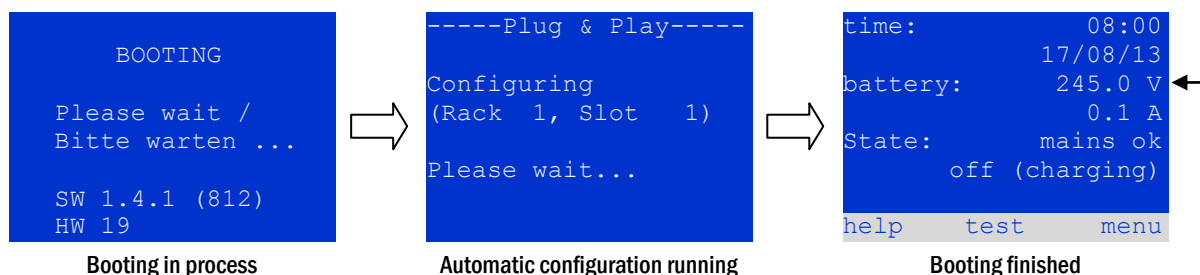 BOOTING
Please wait /
Bitte warten ...
SW 1.4.1 (812)
HW 19
Booting in process
-----Plug & Play-----
Configuring
(Rack 1, Slot 1)
Please wait...
Automatic configuration running
time: 08:00
17/08/13
battery: 245.0 V
0.1 A
State: mains ok
off (charging)
help test menu
Booting finished